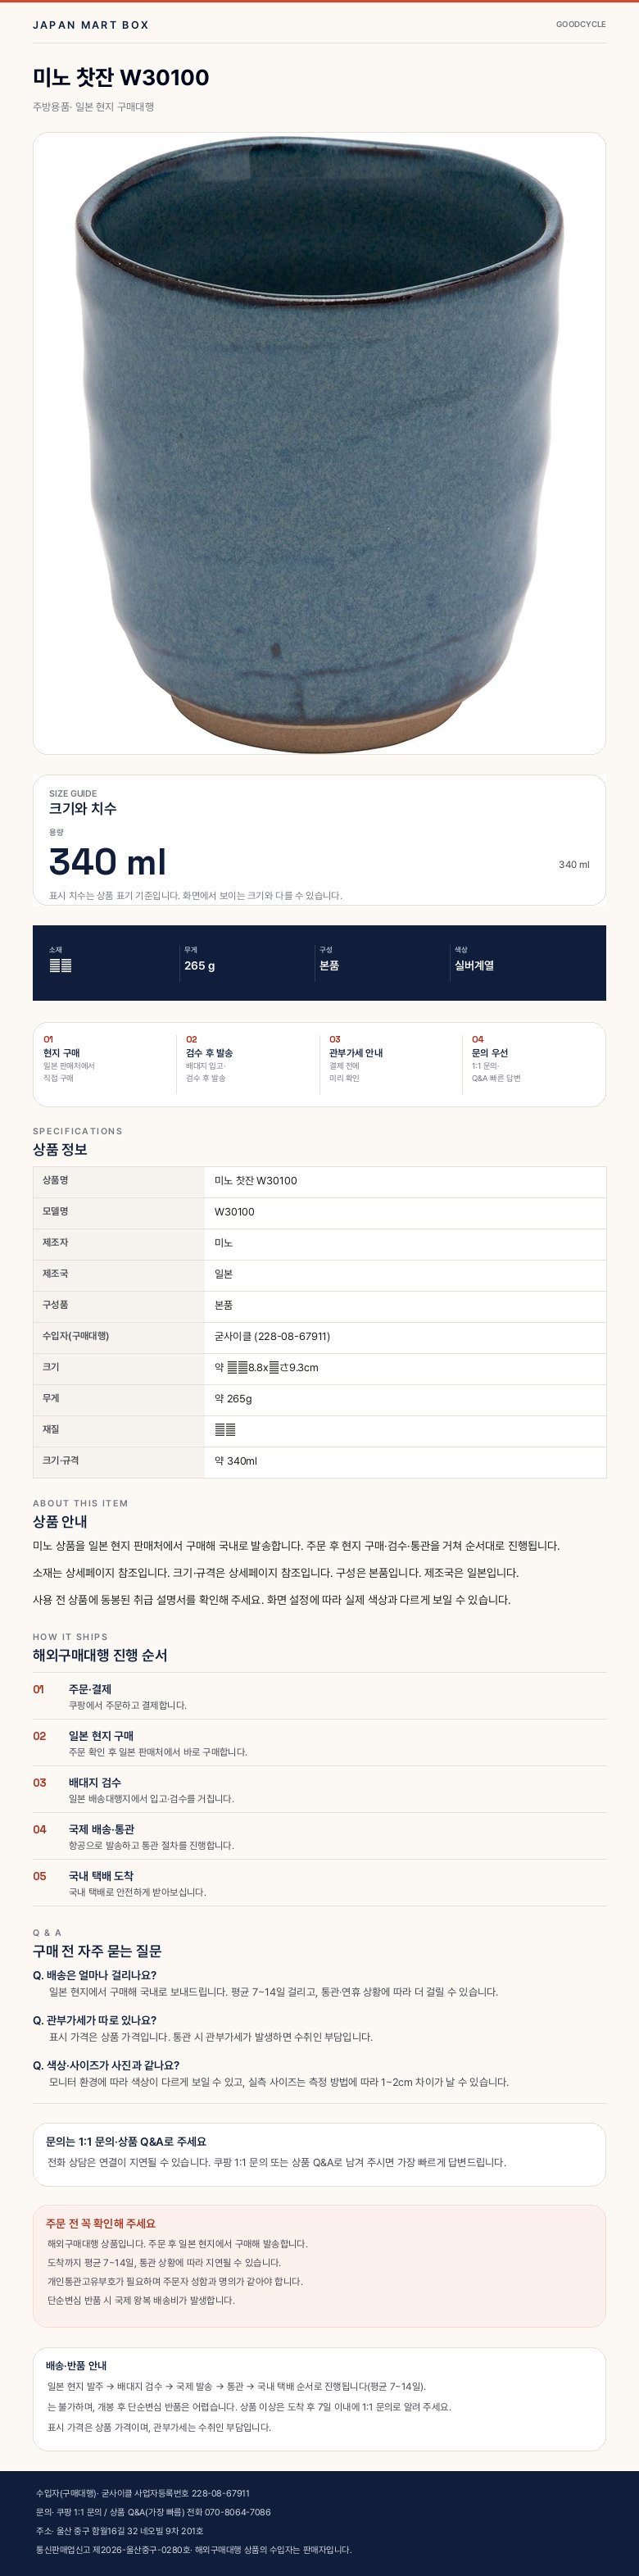 JAPAN MART BOX
GOODCYCLE
미노 찻잔 W30100
주방용품· 일본 현지 구매대행
SIZE GUIDE
크기와 치수
용량
340 ml
340 ml
표시 치수는 상품 표기 기준입니다. 화면에서 보이는 크기와 다를 수 있습니다.
소재
무게
265 g
구성
본품
색상
실버계열
01
현지 구매
일본 판매처에서
직접 구매
02
검수 후 발송
배대지 입고·
검수 후 발송
03
관부가세 안내
결제 전에
미리 확인
04
문의 우선
1:1 문의·
Q&A 빠른 답변
SPECIFICATIONS
상품 정보
상품명 미노 찻잔 W30100
모델명 W30100
제조자 미노
제조국 일본
구성품 본품
수입자(구매대행) 굳사이클 (228-08-67911)
크기 약 8.8x 9.3cm
무게 약 265g
재질
크기·규격 약 340ml
ABOUT THIS ITEM
상품 안내
미노 상품을 일본 현지 판매처에서 구매해 국내로 발송합니다. 주문 후 현지 구매·검수·통관을 거쳐 순서대로 진행됩니다.
소재는 상세페이지 참조입니다. 크기·규격은 상세페이지 참조입니다. 구성은 본품입니다. 제조국은 일본입니다.
사용 전 상품에 동봉된 취급 설명서를 확인해 주세요. 화면 설정에 따라 실제 색상과 다르게 보일 수 있습니다.
HOW IT SHIPS
해외구매대행 진행 순서
01 주문·결제
쿠팡에서 주문하고 결제합니다.
02 일본 현지 구매
주문 확인 후 일본 판매처에서 바로 구매합니다.
03 배대지 검수
일본 배송대행지에서 입고·검수를 거칩니다.
04 국제 배송·통관
항공으로 발송하고 통관 절차를 진행합니다.
05 국내 택배 도착
국내 택배로 안전하게 받아보십니다.
Q & A
구매 전 자주 묻는 질문
Q. 배송은 얼마나 걸리나요?
일본 현지에서 구매해 국내로 보내드립니다. 평균 7~14일 걸리고, 통관·연휴 상황에 따라 더 걸릴 수 있습니다.
Q. 관부가세가 따로 있나요?
표시 가격은 상품 가격입니다. 통관 시 관부가세가 발생하면 수취인 부담입니다.
Q. 색상·사이즈가 사진과 같나요?
모니터 환경에 따라 색상이 다르게 보일 수 있고, 실측 사이즈는 측정 방법에 따라 1~2cm 차이가 날 수 있습니다.
문의는 1:1 문의·상품 Q&A로 주세요
전화 상담은 연결이 지연될 수 있습니다. 쿠팡 1:1 문의 또는 상품 Q&A로 남겨 주시면 가장 빠르게 답변드립니다.
주문 전 꼭 확인해 주세요
해외구매대행 상품입니다. 주문 후 일본 현지에서 구매해 발송합니다.
도착까지 평균 7~14일, 통관 상황에 따라 지연될 수 있습니다.
개인통관고유부호가 필요하며 주문자 성함과 명의가 같아야 합니다.
단순변심 반품 시 국제 왕복 배송비가 발생합니다.
배송·반품 안내
일본 현지 발주 → 배대지 검수 → 국제 발송 → 통관 → 국내 택배 순서로 진행됩니다(평균 7~14일).
는 불가하며, 개봉 후 단순변심 반품은 어렵습니다. 상품 이상은 도착 후 7일 이내에 1:1 문의로 알려 주세요.
표시 가격은 상품 가격이며, 관부가세는 수취인 부담입니다.
수입자(구매대행)· 굳사이클 사업자등록번호 228-08-67911
문의· 쿠팡 1:1 문의 / 상품 Q&A(가장 빠름) 전화 070-8064-7086
주소· 울산 중구 함월16길 32 네오빌 9차 201호
통신판매업신고 제2026-울산중구-0280호· 해외구매대행 상품의 수입자는 판매자입니다.